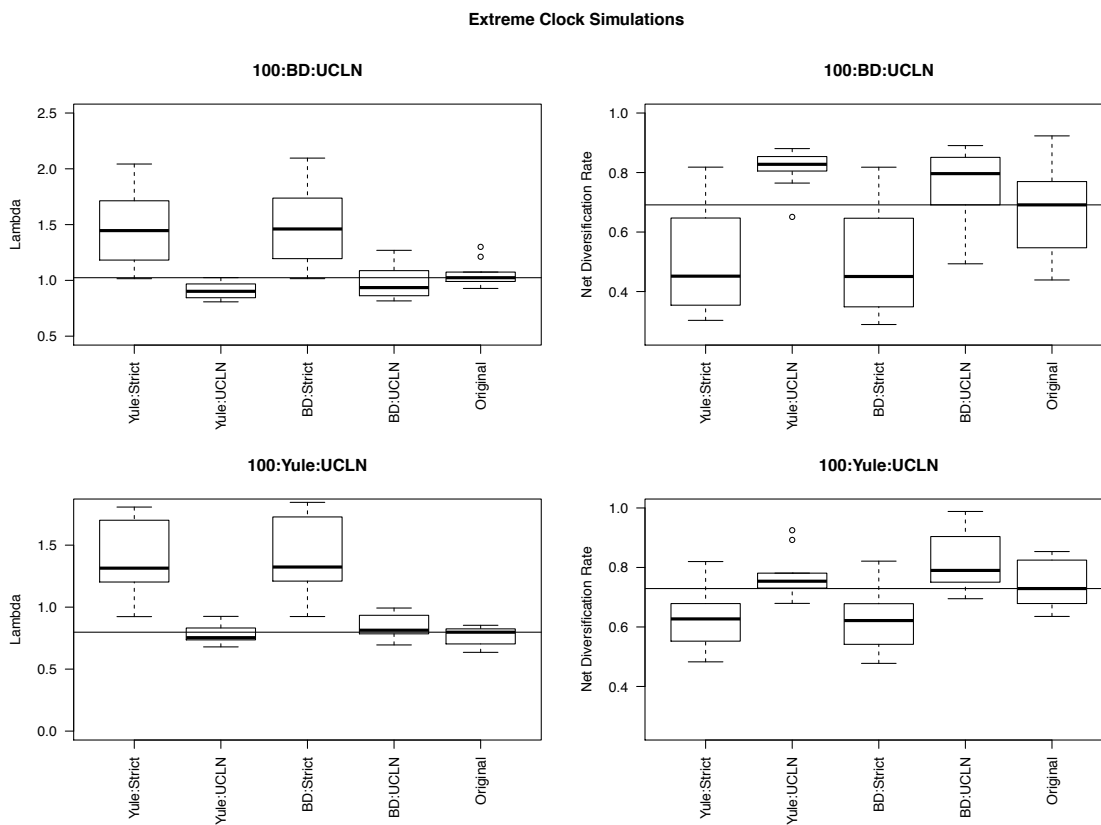 Extreme Clock Simulations
100:BD:UCLN
Lambda
2.5
2.0
1.5
1.0
0.5
Yule:Strict
Yule:UCLN
BD:Strict
BD:UCLN
Original
100:BD:UCLN
Net Diversification Rate
1.0
0.8
0.6
0.4
Yule:Strict
Yule:UCLN
BD:Strict
BD:UCLN
Original
100:Yule:UCLN
Lambda
1.5
1.0
0.5
0.0
Yule:Strict
Yule:UCLN
BD:Strict
BD:UCLN
Original
100:Yule:UCLN
Net Diversification Rate
1.0
0.8
0.6
0.4
Yule:Strict
Yule:UCLN
BD:Strict
BD:UCLN
Original